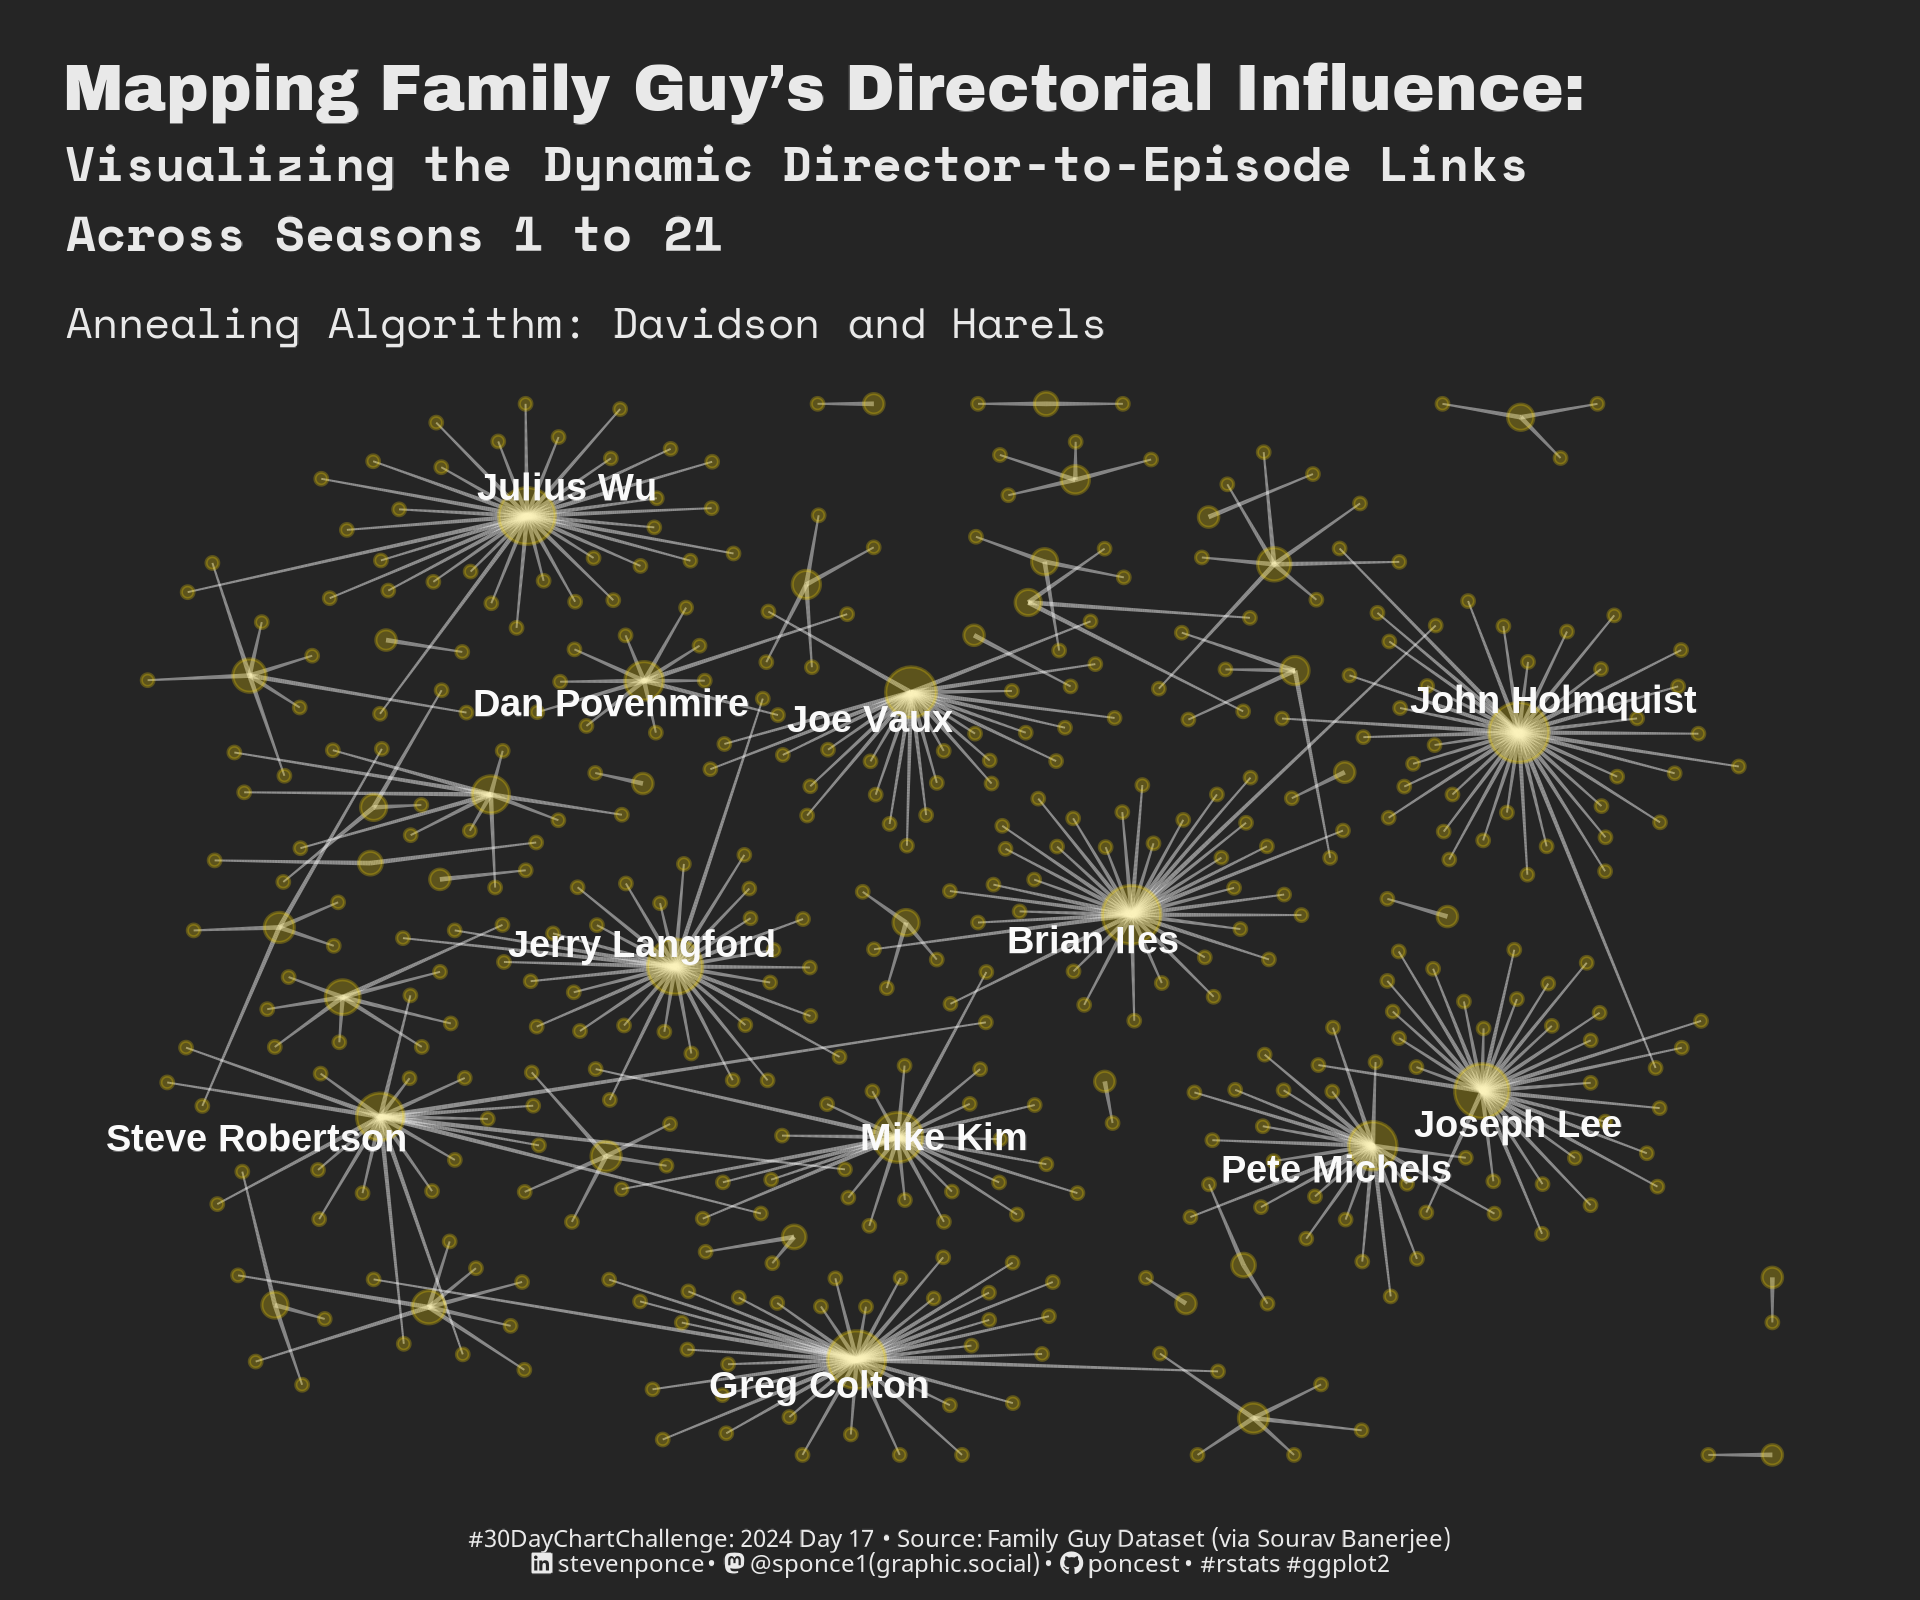 Mapping Family Guy’s Directorial Influence:
Visualizing the Dynamic Director-to-Episode Links
Across Seasons 1 to 21
Annealing Algorithm: Davidson and Harels
Julius Wu
Dan Povenmire
Joe Vaux
John Holmquist
Jerry Langford
Brian Iles
Steve Robertson
Mike Kim
Joseph Lee
Pete Michels
Greg Colton
#30DayChartChallenge: 2024 Day 17 • Source: Family Guy Dataset (via Sourav Banerjee)
stevenponce • @sponce1(graphic.social) • poncest • #rstats #ggplot2